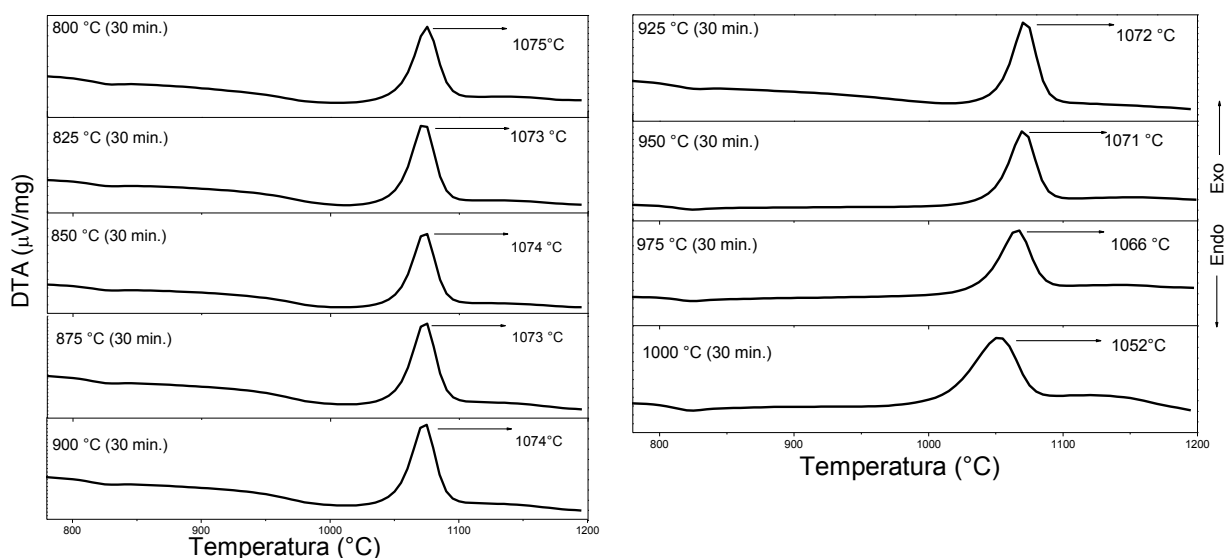 800 °C (30 min.)
1075°C
825 °C (30 min.)
1073 °C
850 °C (30 min.)
1074 °C
875 °C (30 min.)
1073 °C
900 °C (30 min.)
1074°C
DTA (μV/mg)
800 900 1000 1100 1200
Temperatura (°C)
925 °C (30 min.)
1072 °C
950 °C (30 min.)
1071 °C
975 °C (30 min.)
1066 °C
1000 °C (30 min.)
1052°C
Endo Exo
800 900 1000 1100 1200
Temperatura (°C)